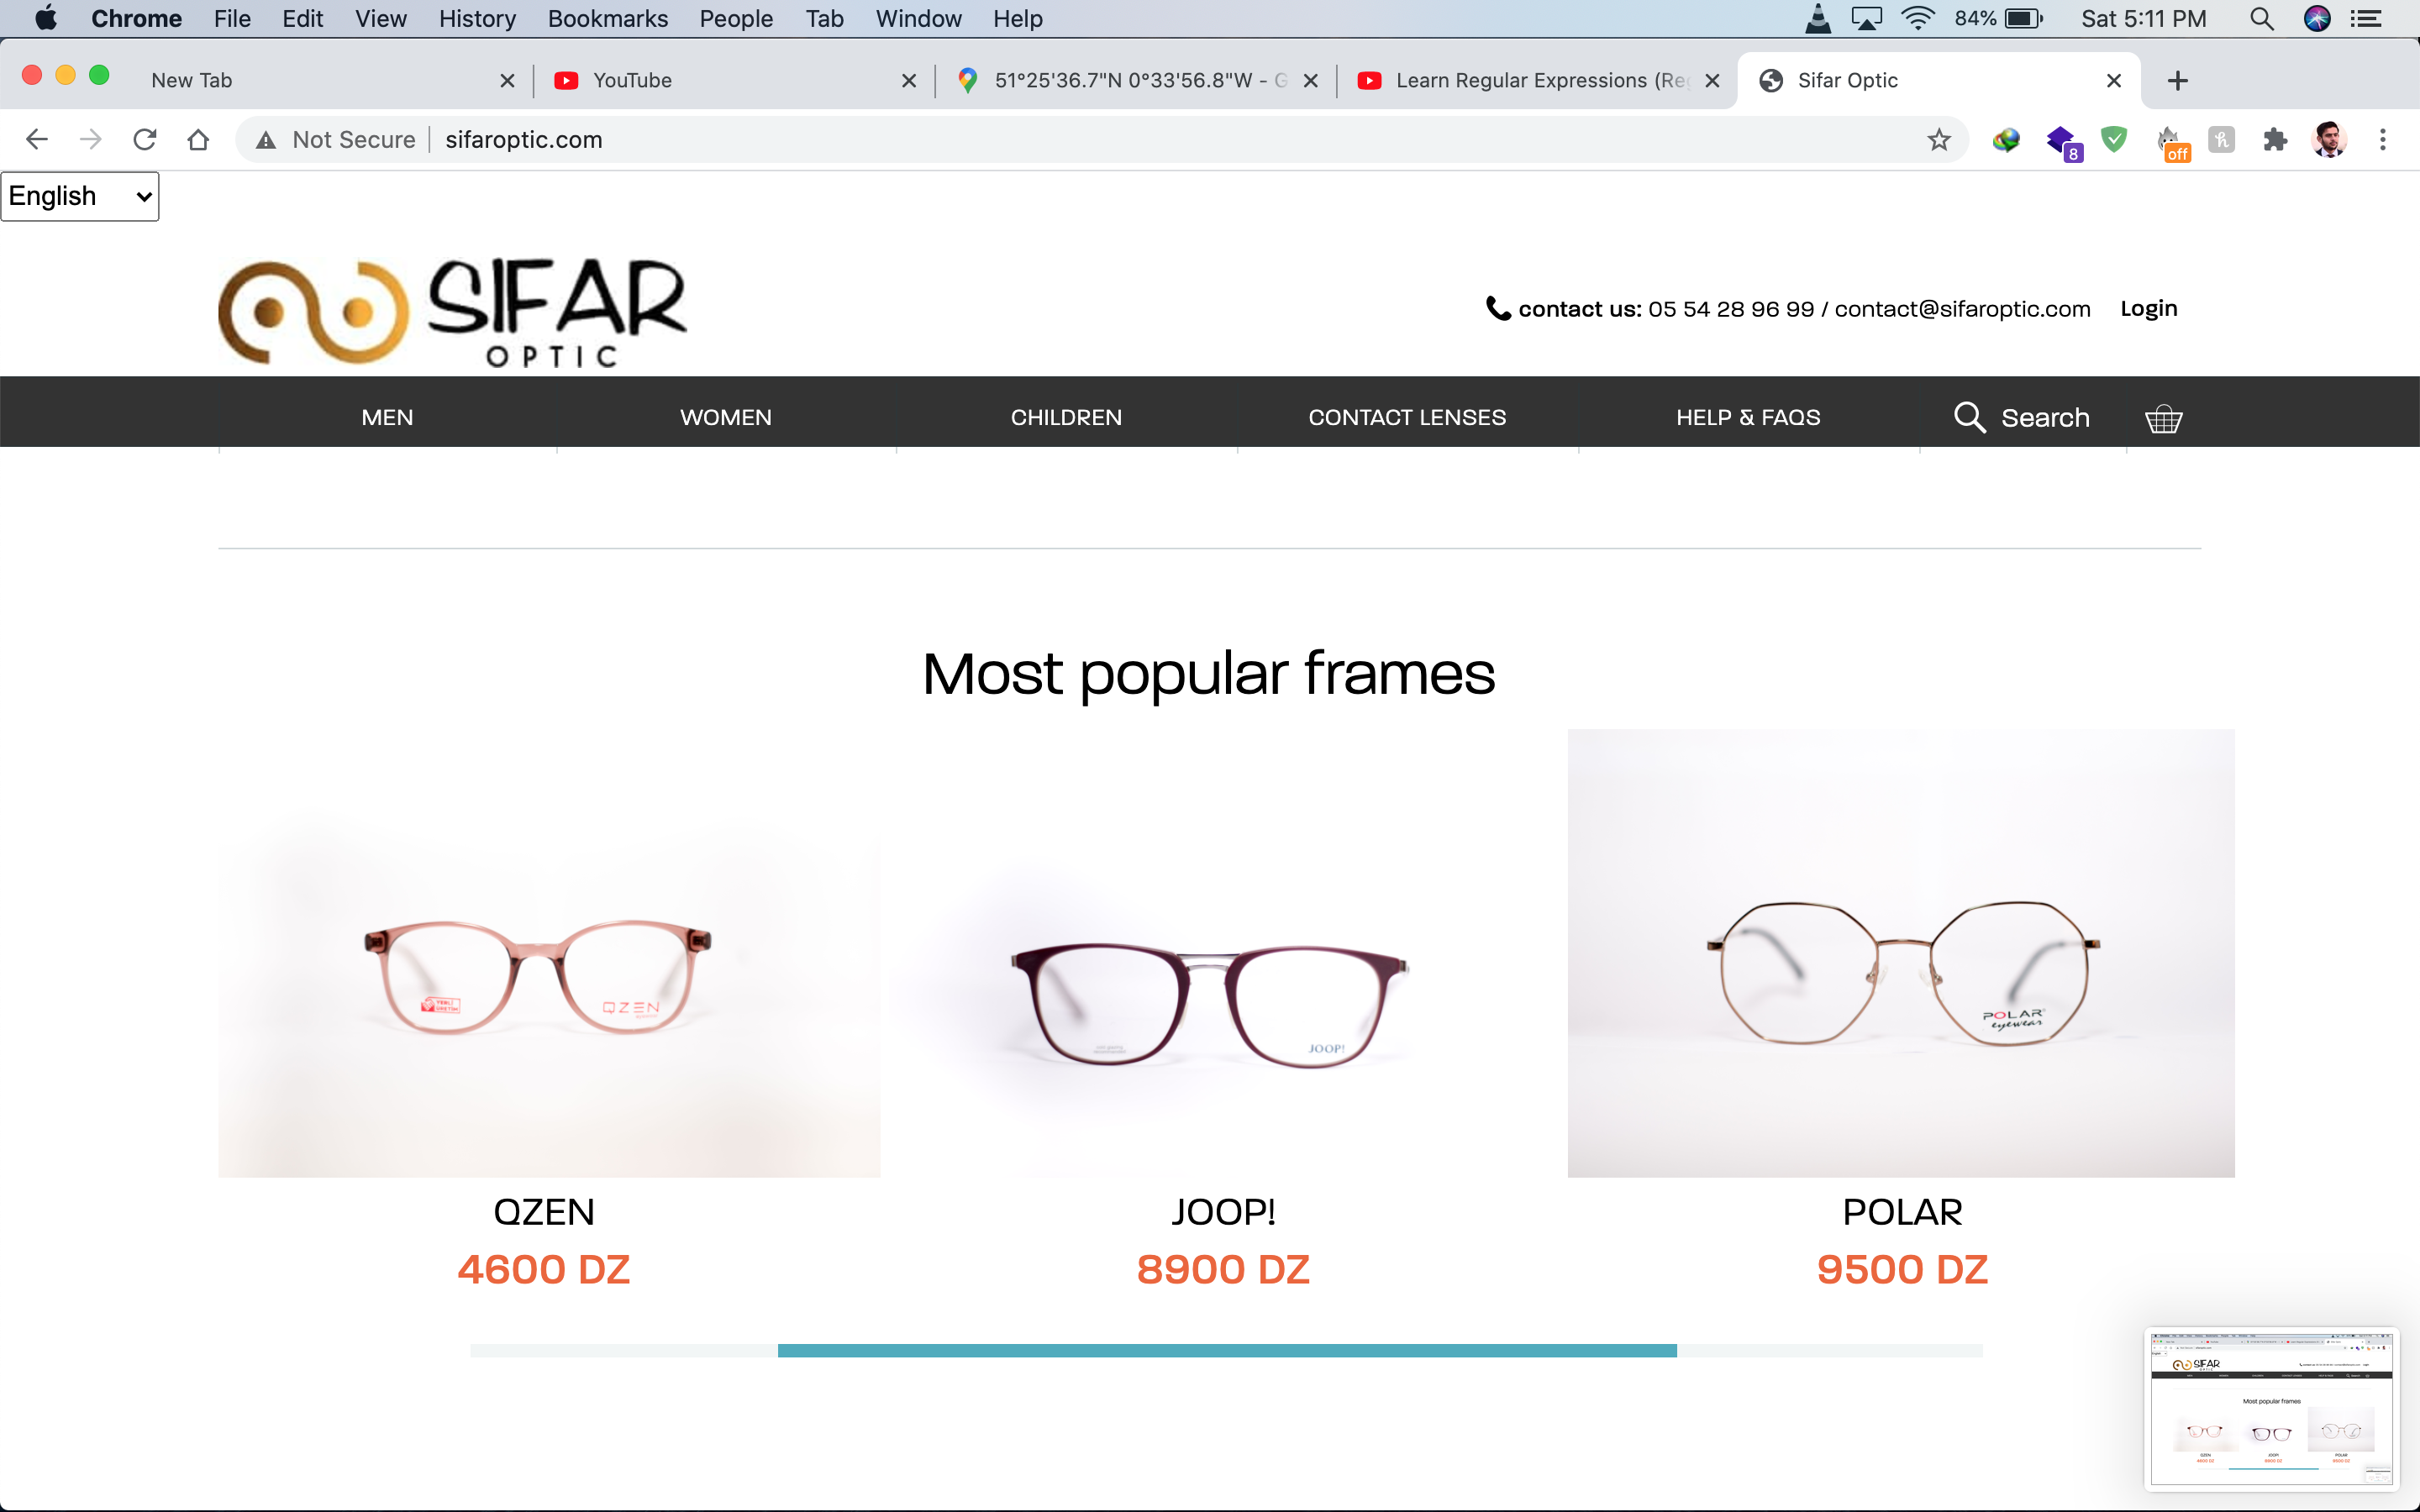 Chrome File Edit View History Bookmarks People Tab Window Help 84% Sat 5:11 PM
New Tab YouTube 51°25'36.7"N 0°33'56.8"W - G Learn Regular Expressions (Re Sifar Optic
Not Secure sifaroptic.com 8 off
English
SIFAR
OPTIC
contact us: 05 54 28 96 99 / contact@sifaroptic.com Login
MEN WOMEN CHILDREN CONTACT LENSES HELP & FAQS Search
Most popular frames
QZEN
JOOP!
POLAR
eyewear
QZEN JOOP! POLAR
4600 DZ 8900 DZ 9500 DZ
SIFAR
Most popular frames